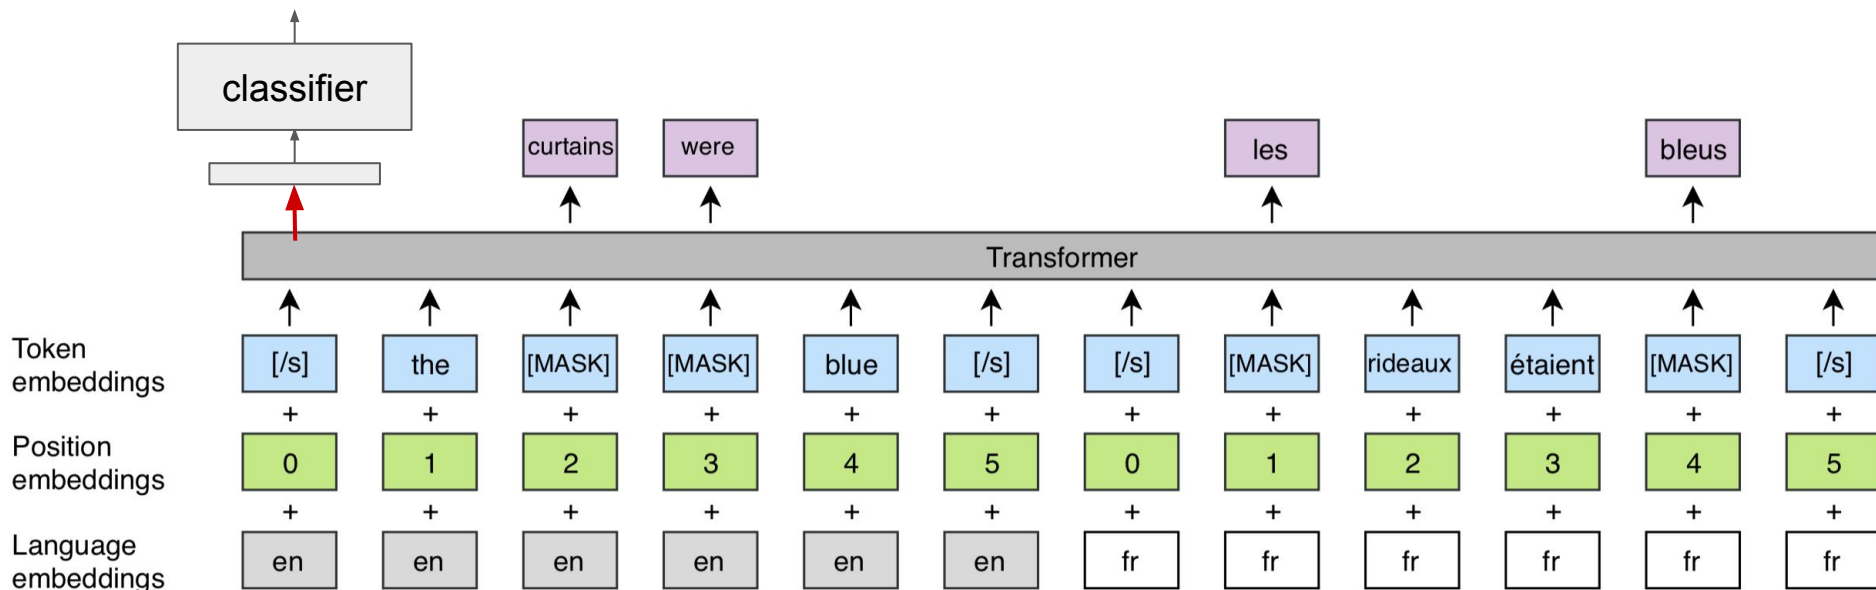 classifier
curtains were les bleus
Transformer
Token
embeddings
[/s] the [MASK] [MASK] blue [/s] [/s] [MASK] rideaux étaient [MASK] [/s]
+ + + + + + + + + + + +
Position
embeddings
0 1 2 3 4 5 0 1 2 3 4 5
+ + + + + + + + + + + +
Language
embeddings
en en en en en en fr fr fr fr fr fr